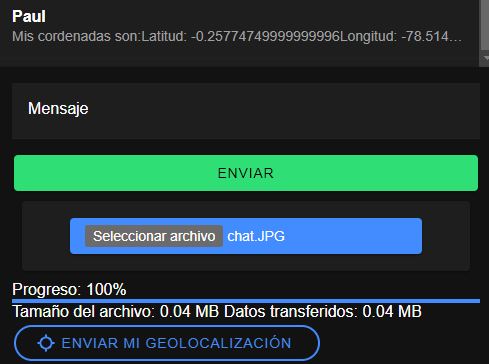 Paul
Mis cordenadas son:Latitud: -0.25774749999999996Longitud: -78.514...
Mensaje
ENVIAR
Seleccionar archivo chat.JPG
Progreso: 100%
Tamaño del archivo: 0.04 MB Datos transferidos: 0.04 MB
ENVIAR MI GEOLOCALIZACIÓN